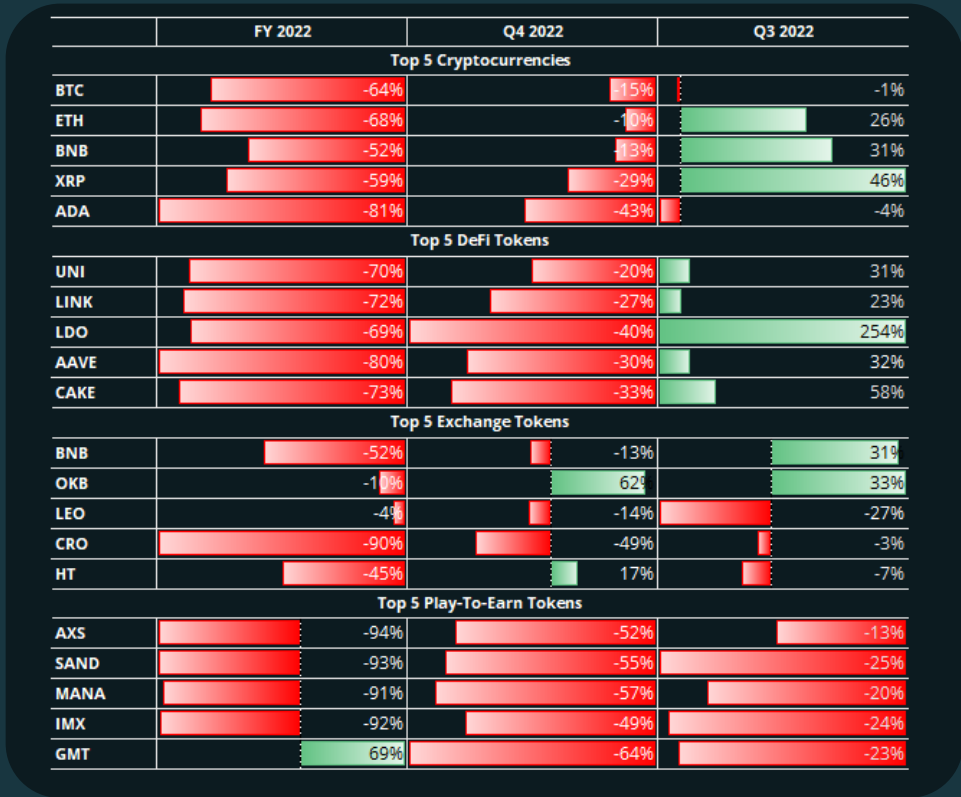 FY 2022 Q4 2022 Q3 2022
Top 5 Cryptocurrencies
BTC -64% -15% -1%
ETH -68% -10% 26%
BNB -52% -13% 31%
XRP -59% -29% 46%
ADA -81% -43% -4%
Top 5 DeFi Tokens
UNI -70% -20% 31%
LINK -72% -27% 23%
LDO -69% -40% 254%
AAVE -80% -30% 32%
CAKE -73% -33% 58%
Top 5 Exchange Tokens
BNB -52% -13% 31%
OKB -10% 62% 33%
LEO -4% -14% -27%
CRO -90% -49% -3%
HT -45% 17% -7%
Top 5 Play-To-Earn Tokens
AXS -94% -52% -13%
SAND -93% -55% -25%
MANA -91% -57% -20%
IMX -92% -49% -24%
GMT 69% -64% -23%